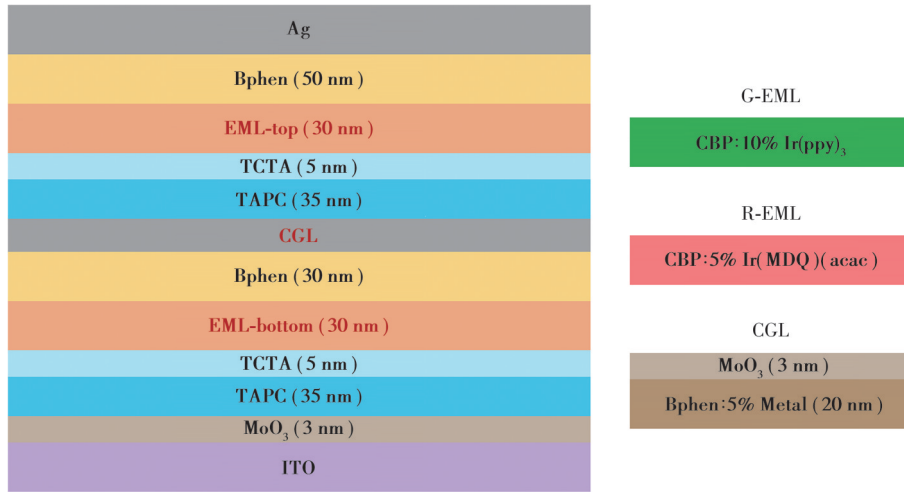 Ag
Bphen (50 nm)
EML-top (30 nm)
TCTA (5 nm)
TAPC (35 nm)
CGL
Bphen (30 nm)
EML-bottom (30 nm)
TCTA (5 nm)
TAPC (35 nm)
MoO₃ (3 nm)
ITO
G-EML
CBP:10% Ir(ppy)₃
R-EML
CBP:5% Ir(MDQ)(acac)
CGL
MoO₃ (3 nm)
Bphen:5% Metal (20 nm)